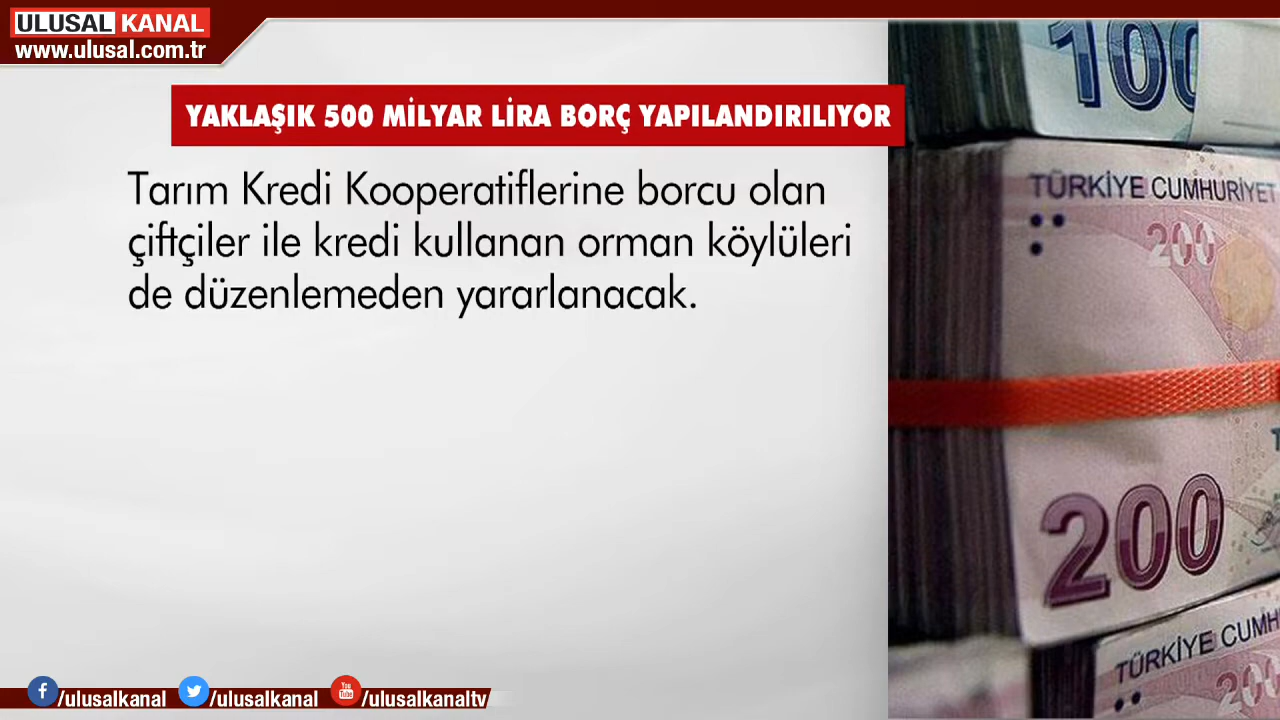 ULUSAL KANAL
www.ulusal.com.tr
YAKLAŞIK 500 MİLYAR LİRA BORÇ YAPILANDIRILIYOR
Tarım Kredi Kooperatiflerine borcu olan
çiftçiler ile kredi kullanan orman köylüleri
de düzenlemeden yararlanacak.
100
TÜRKİYE CUMHURİYET
200
200
TÜRKİYE CUMH
200
/ulusalkanal /ulusalkanal /ulusalkanaltv